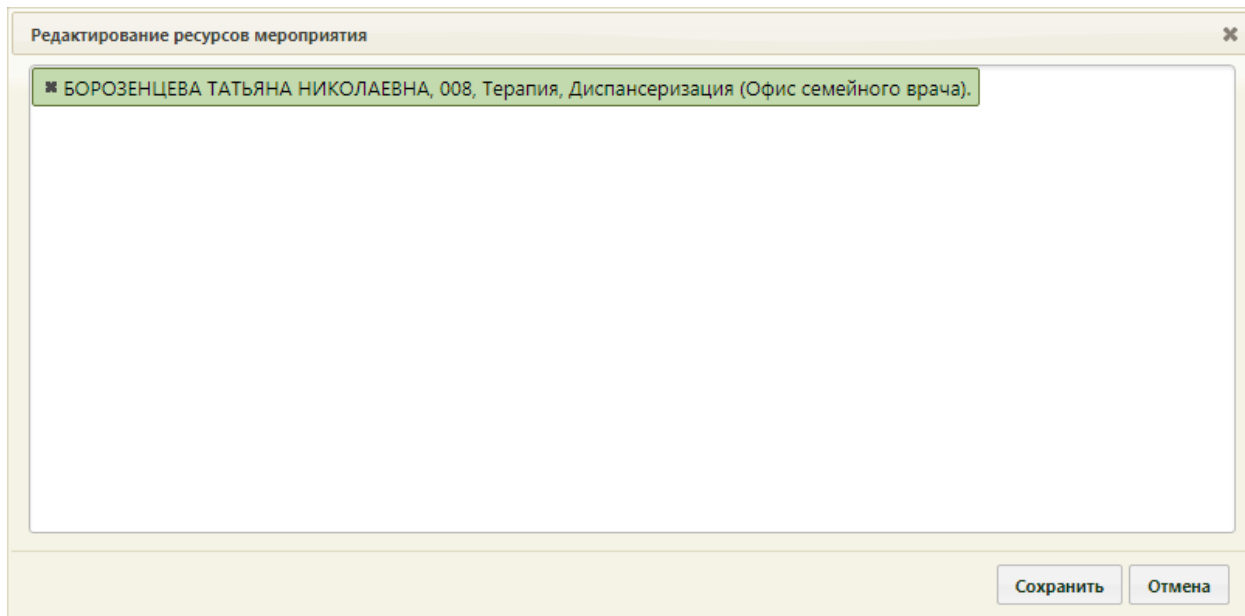 Редактирование ресурсов мероприятия
БОРОЗЕНЦЕВА ТАТЬЯНА НИКОЛАЕВНА, 008, Терапия, Диспансеризация (Офис семейного врача).
Сохранить
Отмена